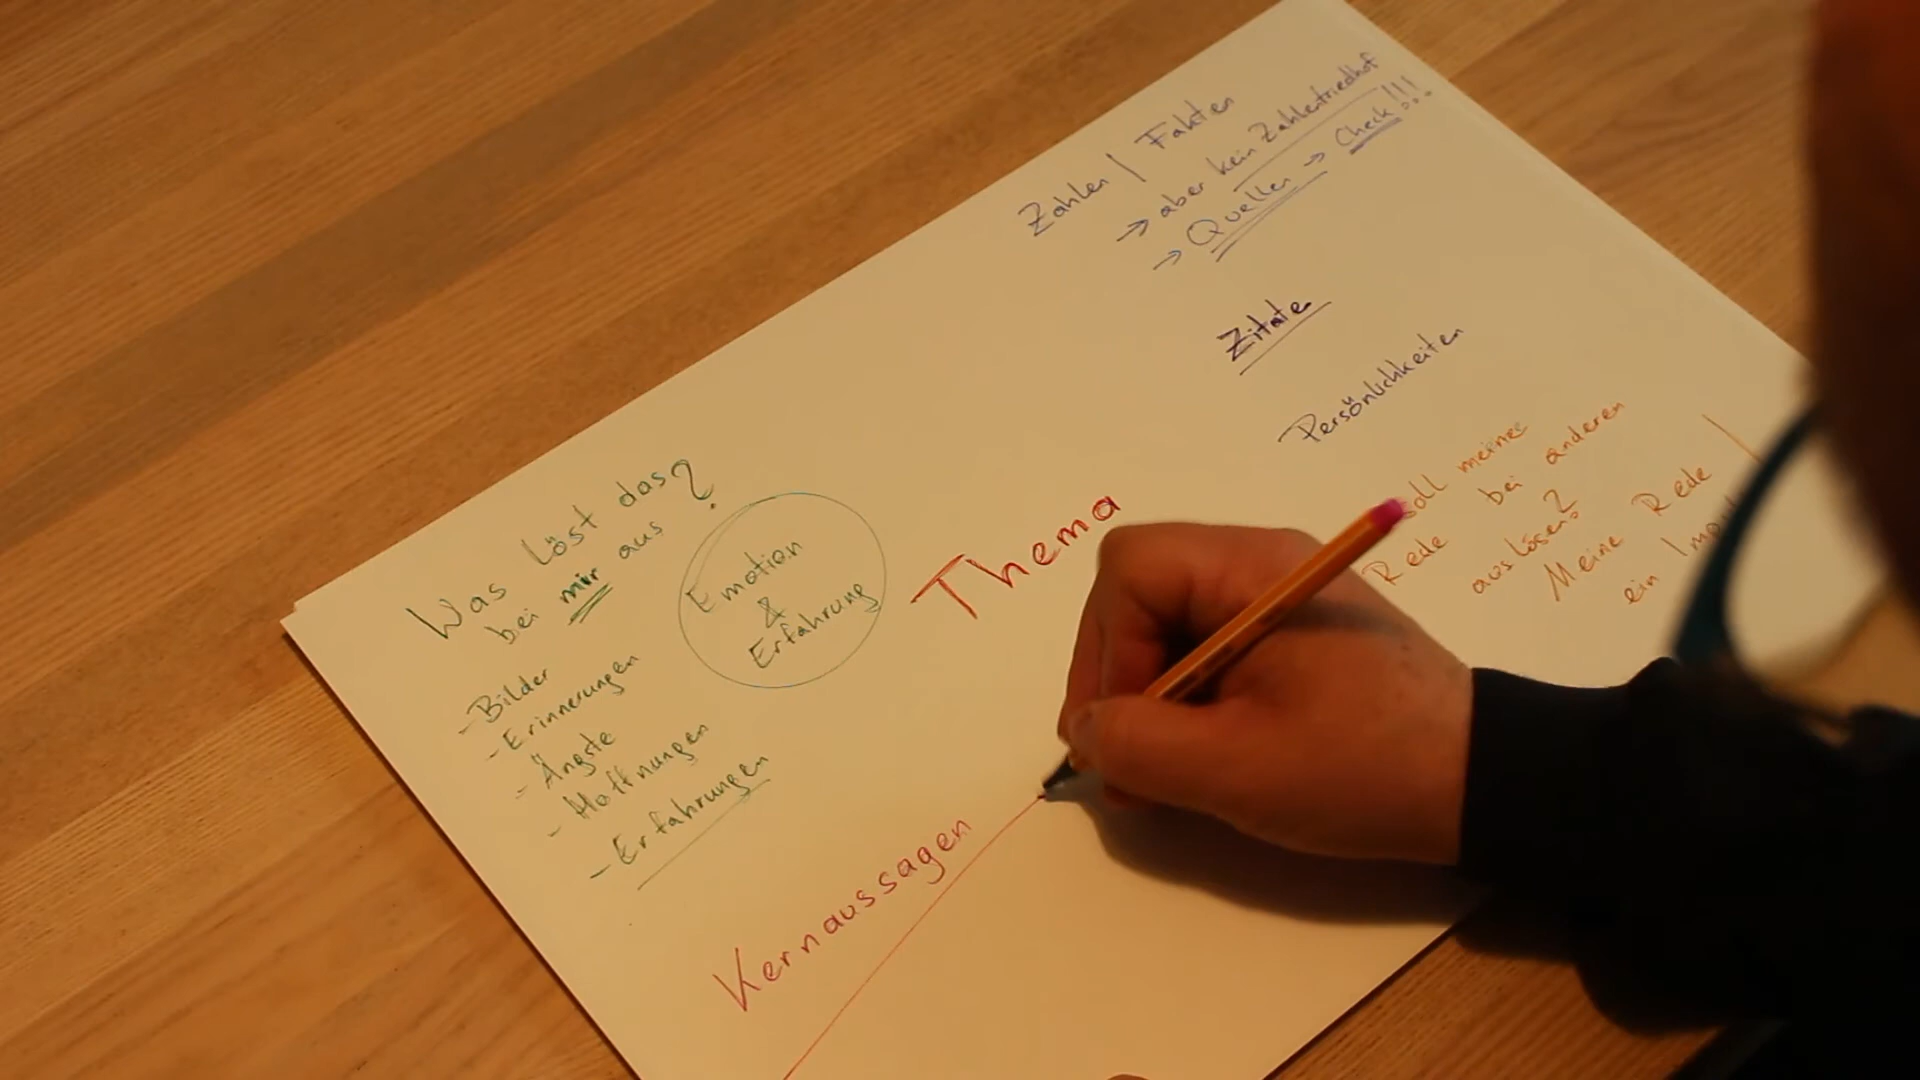 Zahlen | Fakten
→ aber kein Zahlenfriedhof
→ Quellen → Check!!!
Zitate
Persönlichkeiten
Was löst das
bei mir aus?
- Bilder
- Erinnerungen
- Ängste
- Hoffnungen
- Erfahrungen
Emotion
&
Erfahrung
Thema
soll meine
Rede bei anderen
auslösen?
Meine Rede |
ein
Kernaussagen